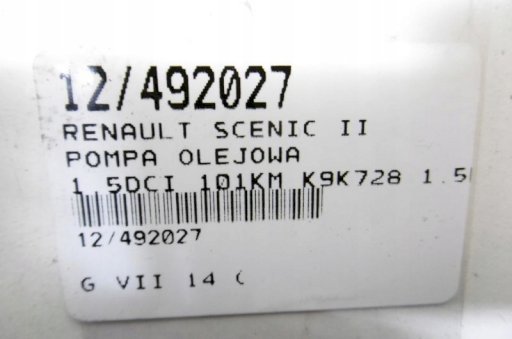 12/492027
RENAULT SCENIC II
POMPA OLEJOWA
1.5DCI 101KM K9K728 1.5
12/492027
G VII 14 (